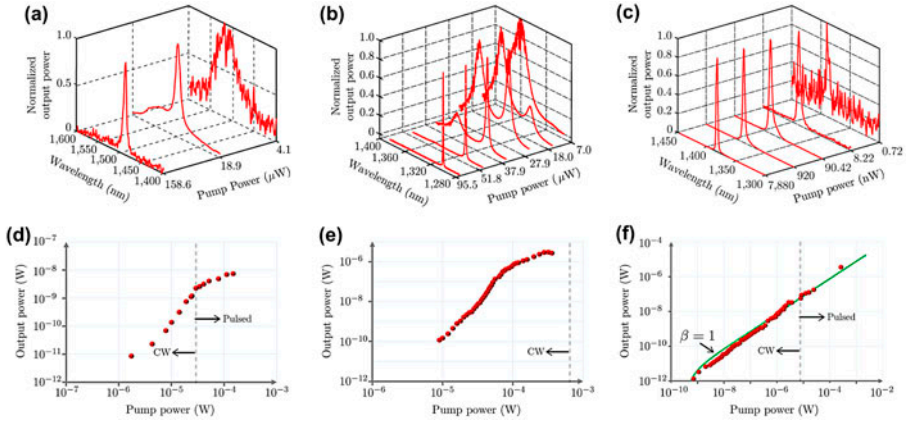 (a)
1.0
0.5
0
Normalized
output power
1,600
1,550
1,500
1,450
1,400
Wavelength (nm)
158.6
18.9
4.1
Pump Power (μW)
(b)
1.0
0.8
0.6
0.4
0.2
0
Normalized
output power
1,400
1,360
1,320
1,280
Wavelength (nm)
95.5
51.8
37.9
27.9
18.0
7.0
Pump power (μW)
(c)
1.0
0.8
0.6
0.4
0.2
0
Normalized
output power
1,450
1,400
1,350
1,300
Wavelength (nm)
7,880
920
90.42
8.22
0.72
Pump power (nW)
(d)
10⁻⁷
10⁻⁸
10⁻⁹
10⁻¹⁰
10⁻¹¹
10⁻¹²
Output power (W)
Pulsed
CW
10⁻⁷ 10⁻⁶ 10⁻⁵ 10⁻⁴ 10⁻³
Pump power (W)
(e)
10⁻⁶
10⁻⁸
10⁻¹⁰
10⁻¹²
Output power (W)
CW
10⁻⁵ 10⁻⁴ 10⁻³
Pump power (W)
(f)
10⁻⁴
10⁻⁶
10⁻⁸
10⁻¹⁰
10⁻¹²
Output power (W)
β = 1
Pulsed
CW
10⁻¹⁰ 10⁻⁸ 10⁻⁶ 10⁻⁴ 10⁻²
Pump power (W)